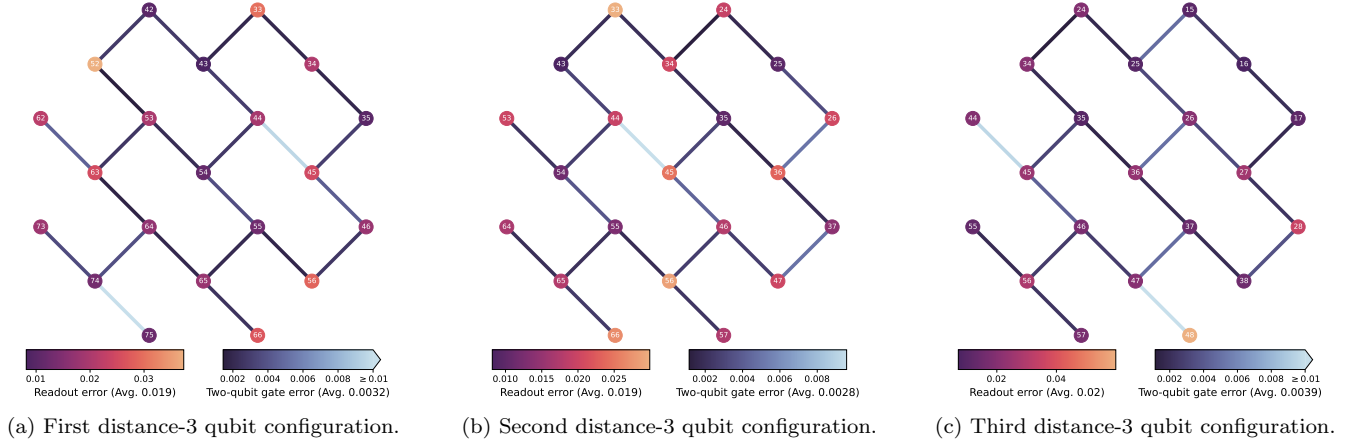 42 33
52 43 34
62 53 44 35
63 54 45
73 64 55 46
74 65 56
75 66
0.01 0.02 0.03
Readout error (Avg. 0.019)
0.002 0.004 0.006 0.008 ≥0.01
Two-qubit gate error (Avg. 0.0032)
(a) First distance-3 qubit configuration.
33 24
43 34 25
53 44 35 26
54 45 36
64 55 46 37
65 56 47
66 57
0.010 0.015 0.020 0.025
Readout error (Avg. 0.019)
0.002 0.004 0.006 0.008
Two-qubit gate error (Avg. 0.0028)
(b) Second distance-3 qubit configuration.
24 15
34 25 16
44 35 26 17
45 36 27
55 46 37 28
56 47 38
57 48
0.02 0.04
Readout error (Avg. 0.02)
0.002 0.004 0.006 0.008 ≥0.01
Two-qubit gate error (Avg. 0.0039)
(c) Third distance-3 qubit configuration.